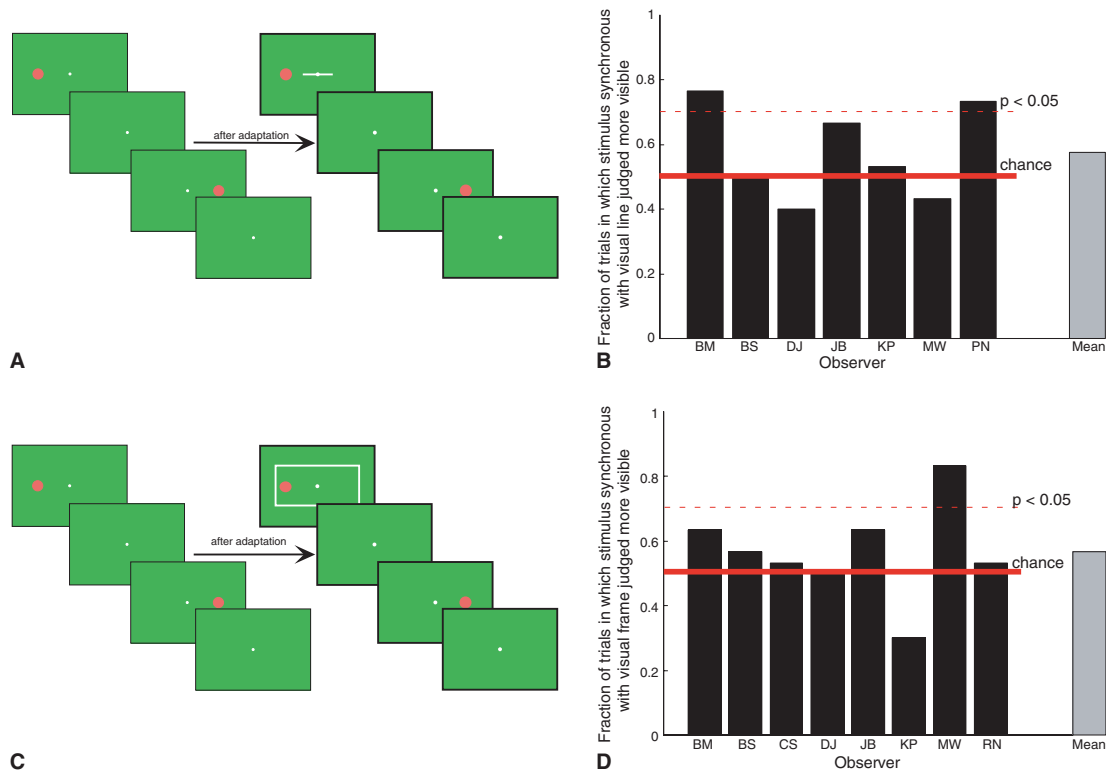 after adaptation
A
Fraction of trials in which stimulus synchronous
with visual line judged more visible
1
0.8
0.6
0.4
0.2
0
p < 0.05
chance
BM BS DJ JB KP MW PN Mean
Observer
B
after adaptation
C
Fraction of trials in which stimulus synchronous
with visual frame judged more visible
1
0.8
0.6
0.4
0.2
0
p < 0.05
chance
BM BS CS DJ JB KP MW RN Mean
Observer
D